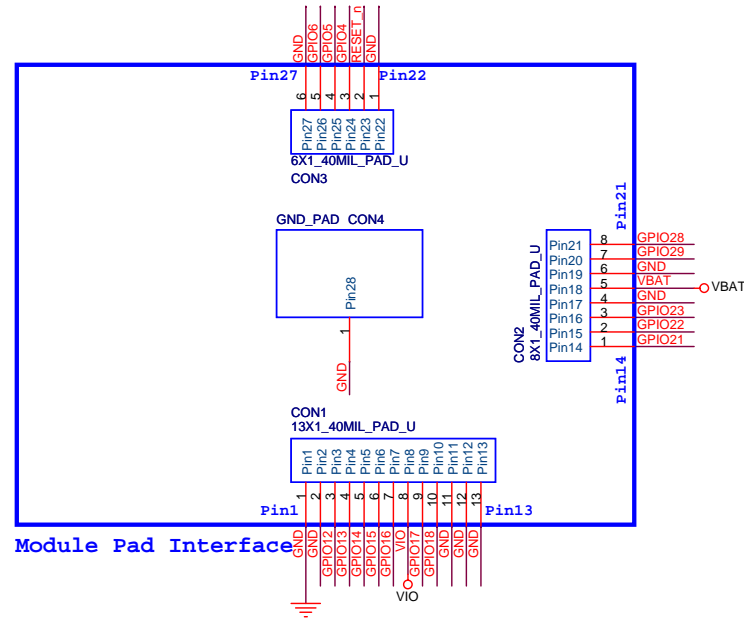 GND
GPIO6
GPIO5
GPIO4
RESET_n
GND
Pin27
Pin22
6
5
4
3
2
1
Pin27
Pin26
Pin25
Pin24
Pin23
Pin22
6X1_40MIL_PAD_U
CON3
GND_PAD CON4
Pin28
1
GND
Pin21
CON2
8X1_40MIL_PAD_U
Pin21 8 GPIO28
Pin20 7 GPIO29
Pin19 6 GND
Pin18 5 VBAT VBAT
Pin17 4 GND
Pin16 3 GPIO23
Pin15 2 GPIO22
Pin14 1 GPIO21
Pin14
CON1
13X1_40MIL_PAD_U
Pin1
Pin2
Pin3
Pin4
Pin5
Pin6
Pin7
Pin8
Pin9
Pin10
Pin11
Pin12
Pin13
1
2
3
4
5
6
7
8
9
10
11
12
13
Pin1
Pin13
Module Pad Interface
GND
GND
GPIO12
GPIO13
GPIO14
GPIO15
GPIO16
VIO
GPIO17
GPIO18
GND
GND
GND
VIO